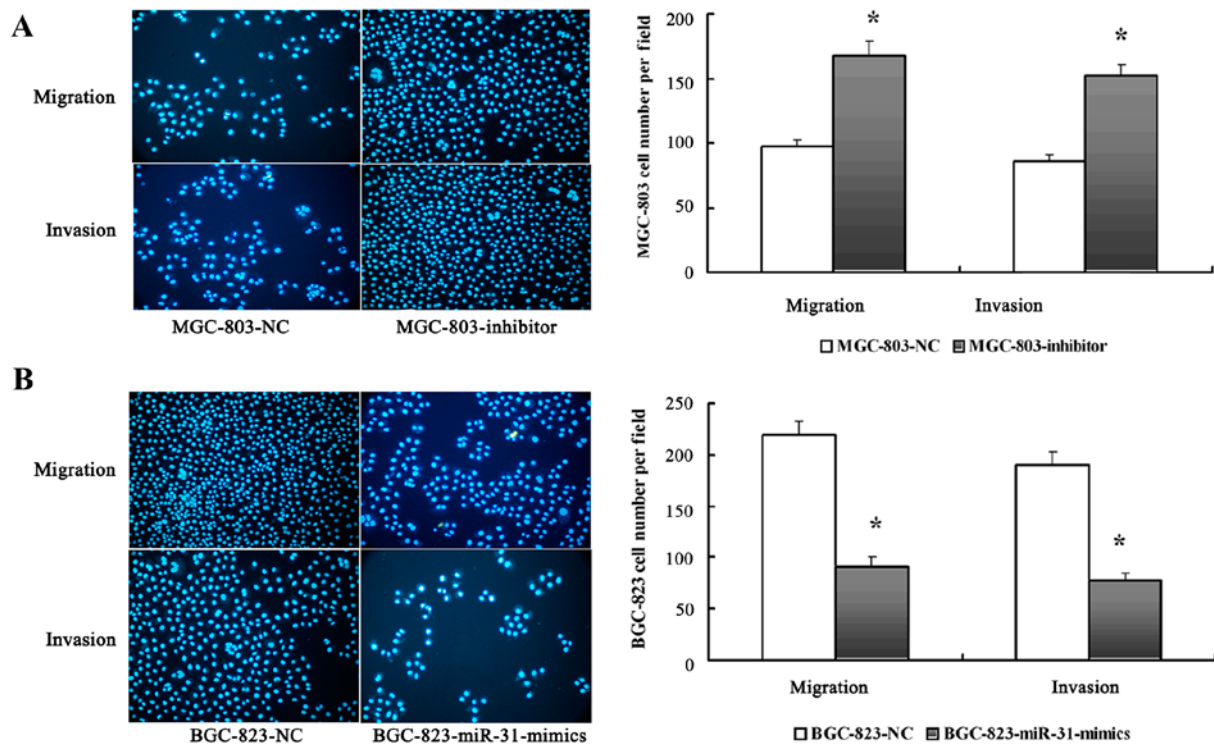 A
Migration
Invasion
MGC-803-NC
MGC-803-inhibitor
MGC-803 cell number per field
200
150
100
50
0
*
*
Migration
Invasion
MGC-803-NC
MGC-803-inhibitor
B
Migration
Invasion
BGC-823-NC
BGC-823-miR-31-mimics
BGC-823 cell number per field
250
200
150
100
50
0
*
*
Migration
Invasion
BGC-823-NC
BGC-823-miR-31-mimics